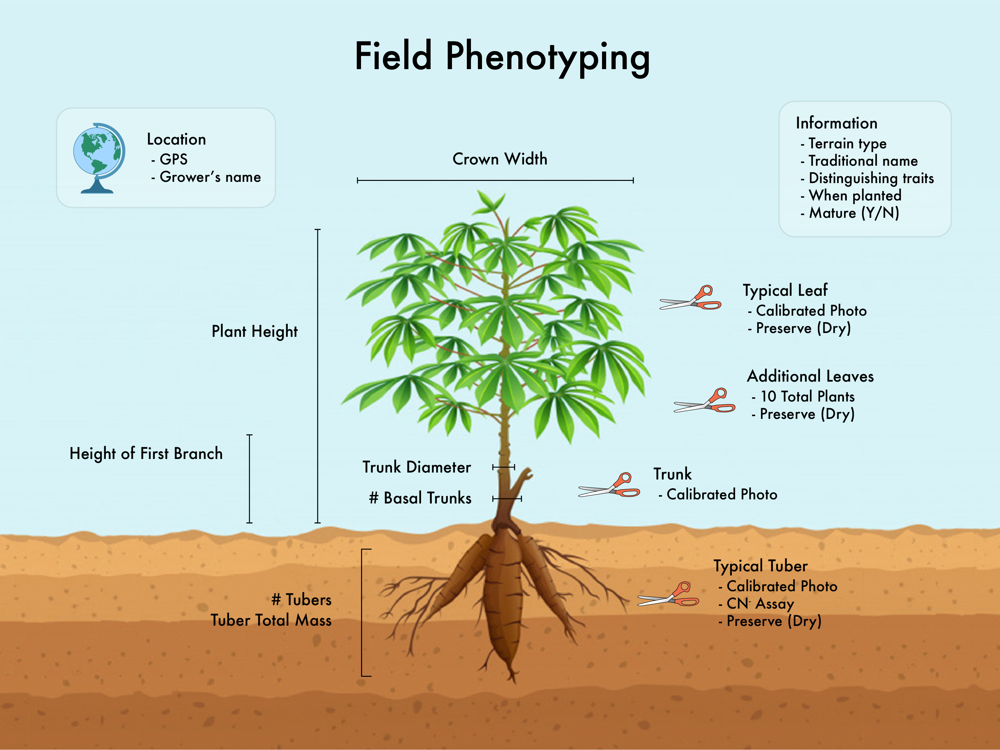 Field Phenotyping
Location
- GPS
- Grower's name
Information
- Terrain type
- Traditional name
- Distinguishing traits
- When planted
- Mature (Y/N)
Crown Width
Plant Height
Height of First Branch
Trunk Diameter
# Basal Trunks
Typical Leaf
- Calibrated Photo
- Preserve (Dry)
Additional Leaves
- 10 Total Plants
- Preserve (Dry)
Trunk
- Calibrated Photo
# Tubers
Tuber Total Mass
Typical Tuber
- Calibrated Photo
- CN⁻ Assay
- Preserve (Dry)